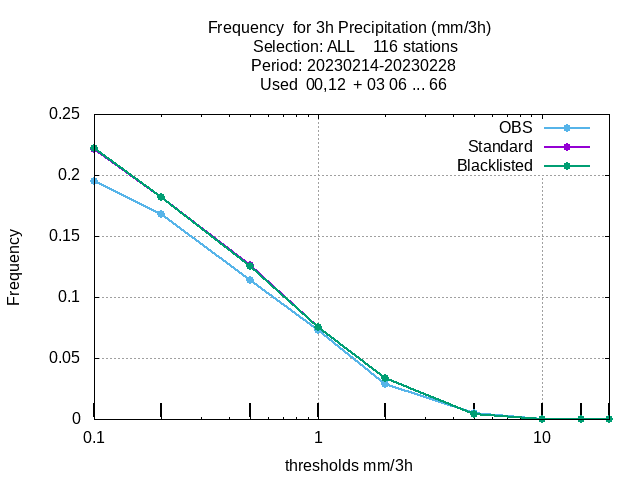 Frequency  for 3h Precipitation (mm/3h)
Selection: ALL    116 stations
Period: 20230214-20230228
Used  00,12  + 03 06 ... 66
0.25
OBS
Standard
Blacklisted
0.2
0.15
0.1
0.05
0
Frequency
0.1
1
10
thresholds mm/3h